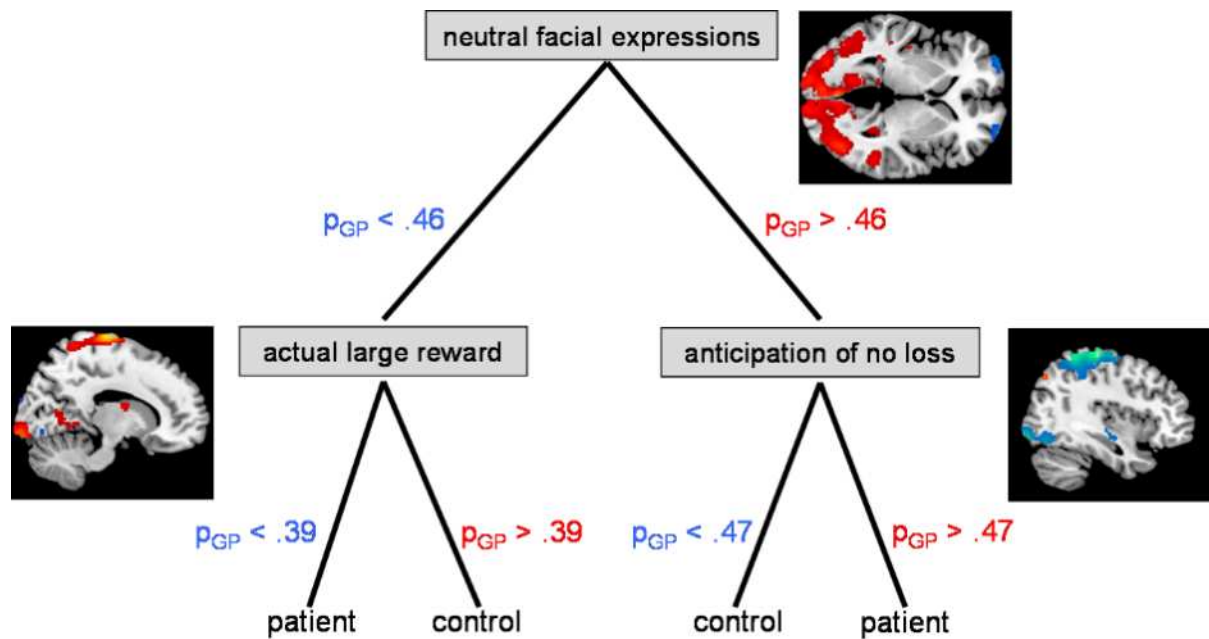 neutral facial expressions
pGP < .46
pGP > .46
actual large reward
anticipation of no loss
pGP < .39
pGP > .39
pGP < .47
pGP > .47
patient
control
control
patient